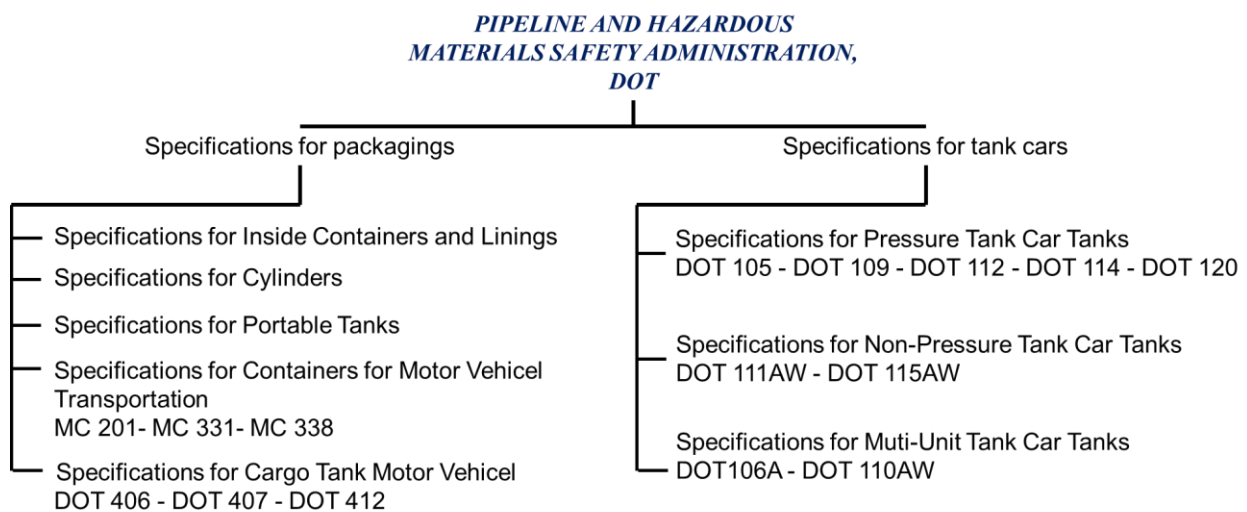 PIPELINE AND HAZARDOUS
MATERIALS SAFETY ADMINISTRATION,
DOT
Specifications for packagings
Specifications for Inside Containers and Linings
Specifications for Cylinders
Specifications for Portable Tanks
Specifications for Containers for Motor Vehicel
Transportation
MC 201- MC 331- MC 338
Specifications for Cargo Tank Motor Vehicel
DOT 406 - DOT 407 - DOT 412
Specifications for tank cars
Specifications for Pressure Tank Car Tanks
DOT 105 - DOT 109 - DOT 112 - DOT 114 - DOT 120
Specifications for Non-Pressure Tank Car Tanks
DOT 111AW - DOT 115AW
Specifications for Muti-Unit Tank Car Tanks
DOT106A - DOT 110AW